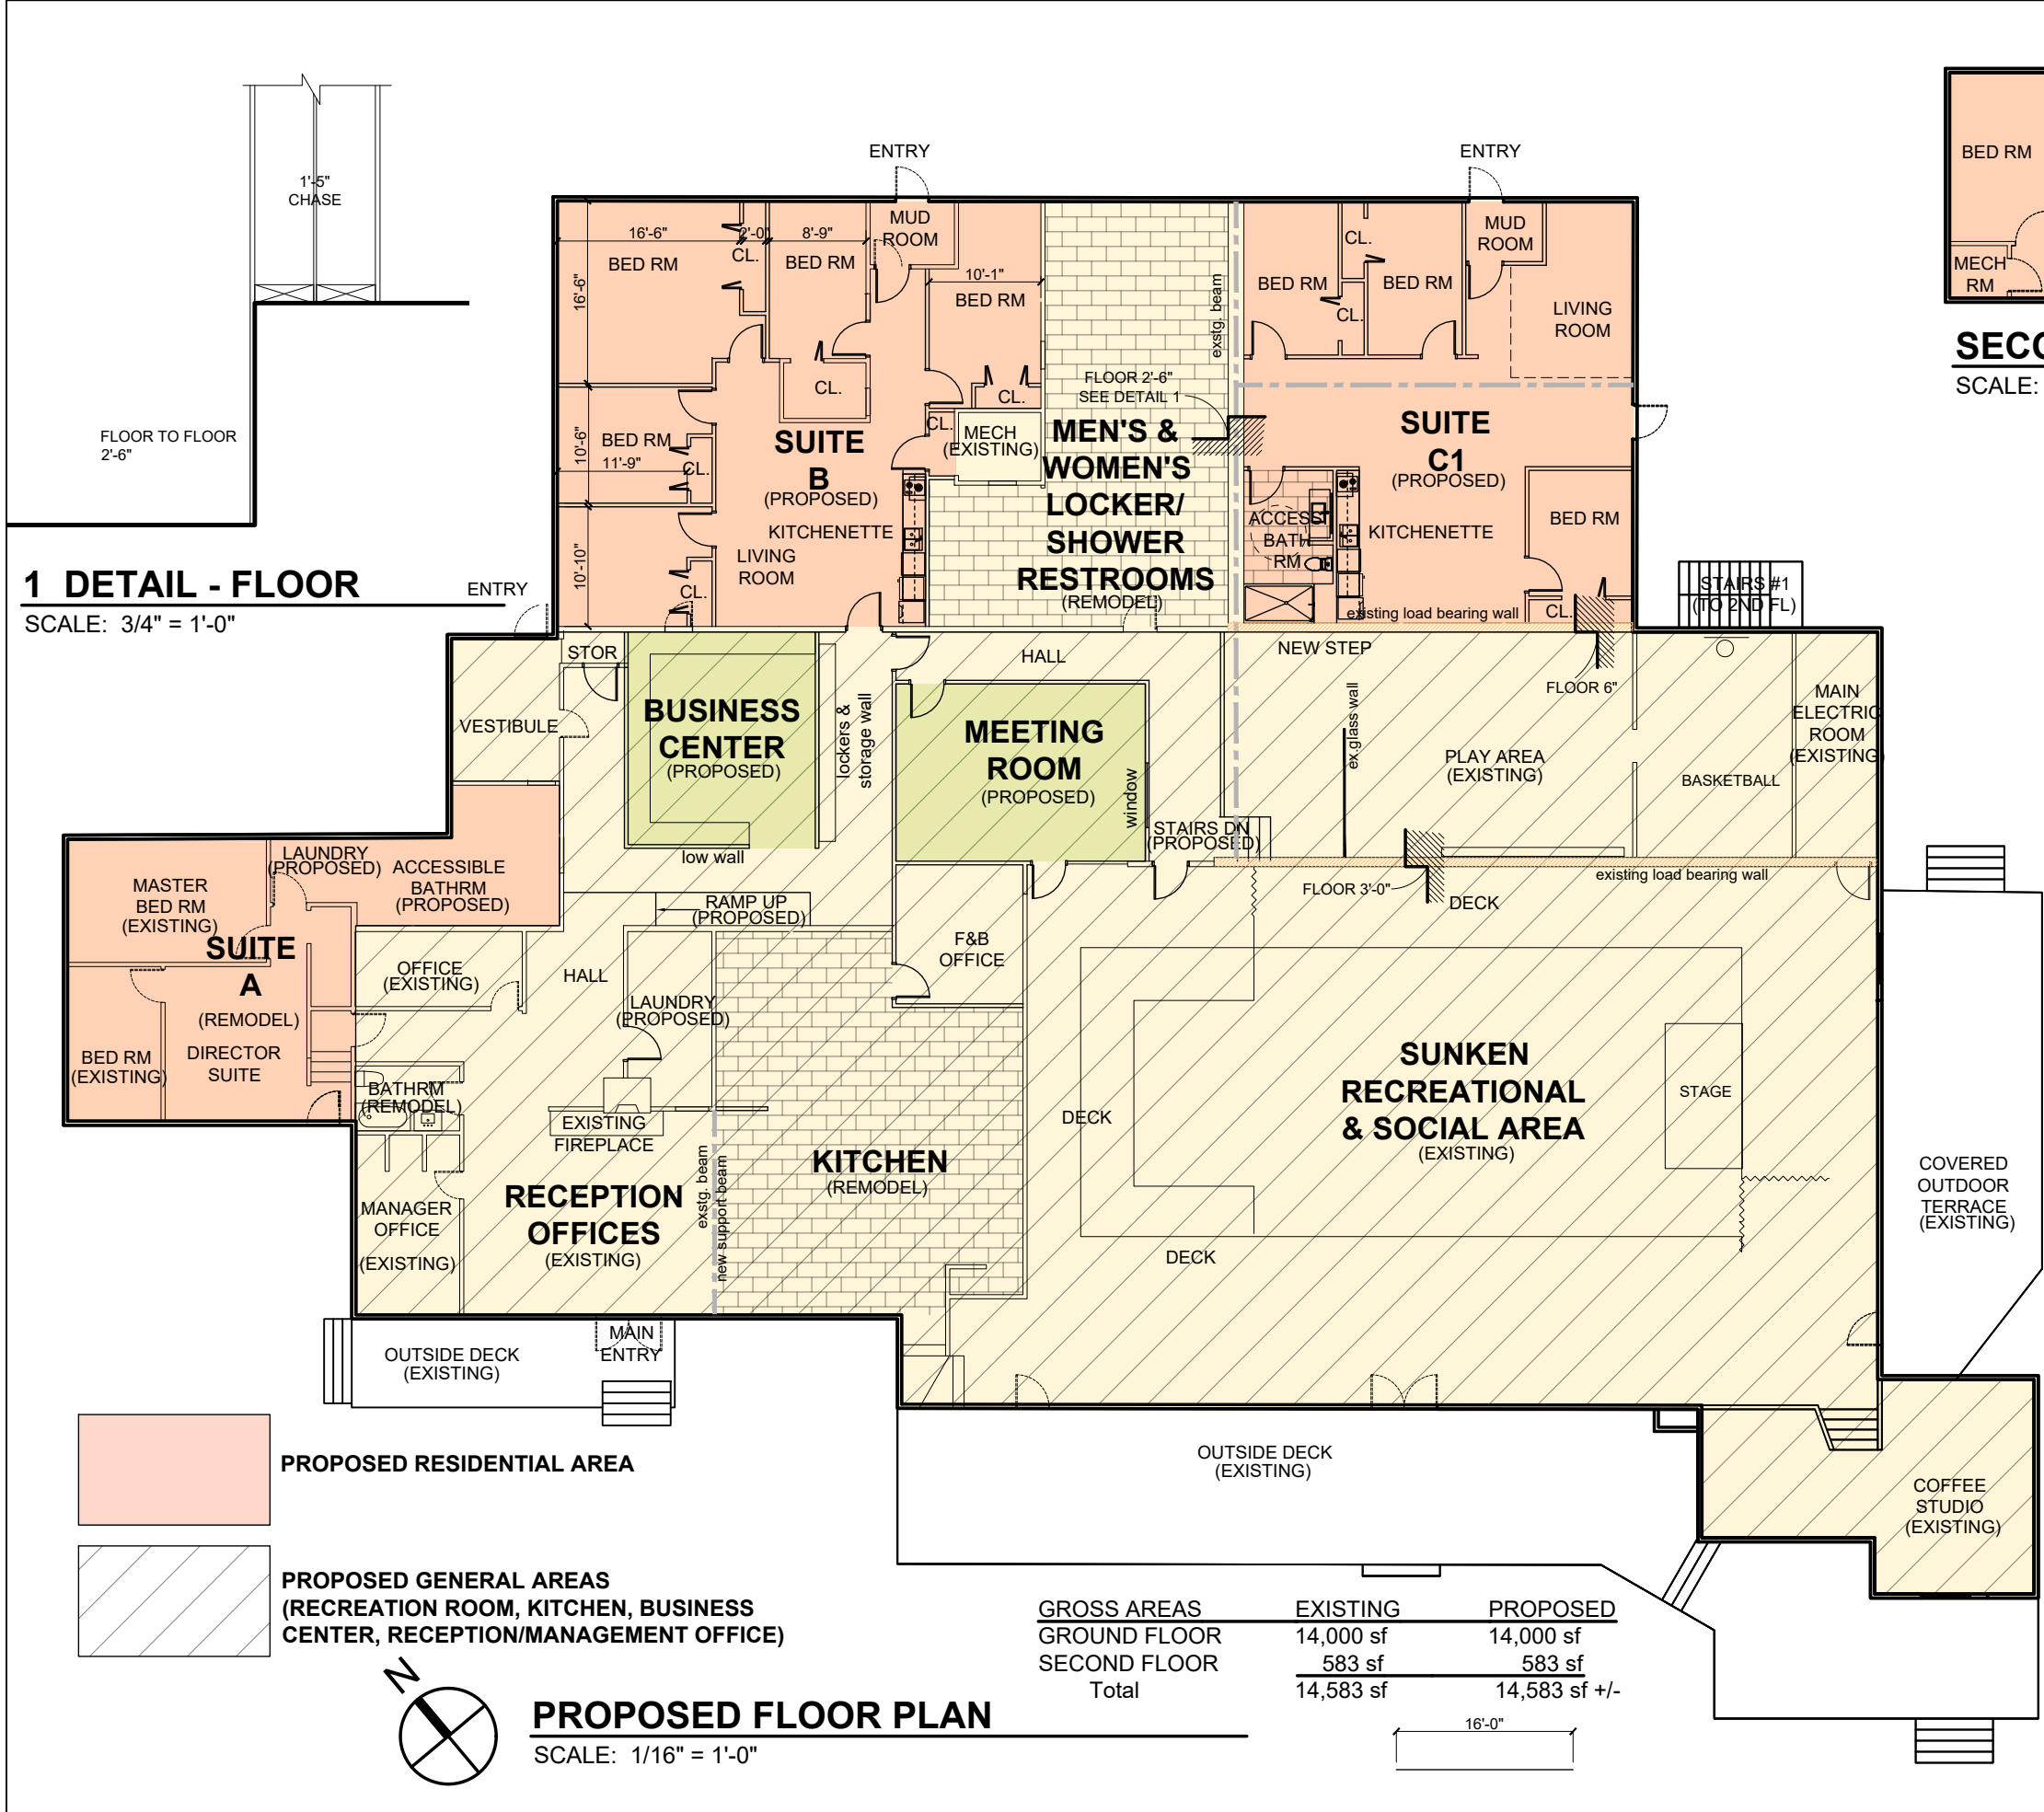 1'-5"
CHASE
FLOOR TO FLOOR
2'-6"
1 DETAIL - FLOOR
SCALE: 3/4" = 1'-0"
ENTRY
ENTRY
ENTRY
BED RM
MECH
RM
SCALE:
16'-6"
2'-0"
8'-9"
10'-1"
16'-6"
10'-6"
11'-9"
10'-10"
BED RM
CL.
BED RM
MUD
ROOM
BED RM
CL.
CL.
CL.
MECH
(EXISTING)
BED RM
CL.
SUITE
B
(PROPOSED)
KITCHENETTE
LIVING
ROOM
CL.
FLOOR 2'-6"
SEE DETAIL 1
MEN'S &
WOMEN'S
LOCKER/
SHOWER
RESTROOMS
(REMODEL)
exstg. beam
BED RM
CL.
CL.
BED RM
MUD
ROOM
LIVING
ROOM
SUITE
C1
(PROPOSED)
ACCESS
BATH
RM
KITCHENETTE
BED RM
CL.
existing load bearing wall
STAIRS #1
(TO 2ND FL)
STOR
VESTIBULE
BUSINESS
CENTER
(PROPOSED)
low wall
lockers &
storage wall
HALL
MEETING
ROOM
(PROPOSED)
window
STAIRS DN
(PROPOSED)
NEW STEP
FLOOR 6"
ex.glass wall
PLAY AREA
(EXISTING)
BASKETBALL
MAIN
ELECTRIC
ROOM
(EXISTING)
existing load bearing wall
FLOOR 3'-0"
DECK
LAUNDRY
(PROPOSED)
ACCESSIBLE
BATHRM
(PROPOSED)
MASTER
BED RM
(EXISTING)
SUITE
A
(REMODEL)
DIRECTOR
SUITE
BED RM
(EXISTING)
OFFICE
(EXISTING)
HALL
RAMP UP
(PROPOSED)
LAUNDRY
(PROPOSED)
F&B
OFFICE
BATHRM
(REMODEL)
EXISTING
FIREPLACE
MANAGER
OFFICE
(EXISTING)
RECEPTION
OFFICES
(EXISTING)
exstg. beam
new support beam
KITCHEN
(REMODEL)
DECK
DECK
SUNKEN
RECREATIONAL
& SOCIAL AREA
(EXISTING)
STAGE
COVERED
OUTDOOR
TERRACE
(EXISTING)
OUTSIDE DECK
(EXISTING)
MAIN
ENTRY
OUTSIDE DECK
(EXISTING)
COFFEE
STUDIO
(EXISTING)
PROPOSED RESIDENTIAL AREA
PROPOSED GENERAL AREAS
(RECREATION ROOM, KITCHEN, BUSINESS
CENTER, RECEPTION/MANAGEMENT OFFICE)
GROSS AREAS EXISTING PROPOSED
GROUND FLOOR 14,000 sf 14,000 sf
SECOND FLOOR 583 sf 583 sf
Total 14,583 sf 14,583 sf +/-
16'-0"
N
PROPOSED FLOOR PLAN
SCALE: 1/16" = 1'-0"